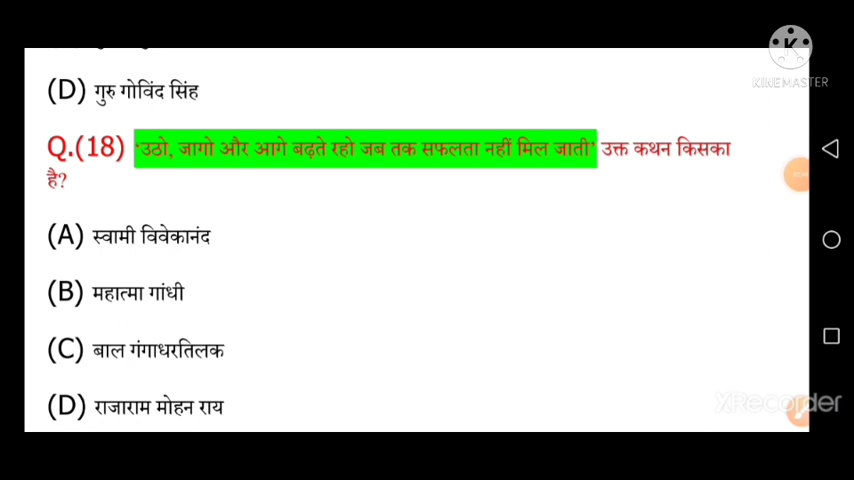 KINEMASTER
(D) गुरु गोविंद सिंह
Q.(18) ‘उठो, जागो और आगे बढ़ते रहो जब तक सफलता नहीं मिल जाती’ उक्त कथन किसका
है?
(A) स्वामी विवेकानंद
(B) महात्मा गांधी
(C) बाल गंगाधरतिलक
(D) राजाराम मोहन राय
XRecorder